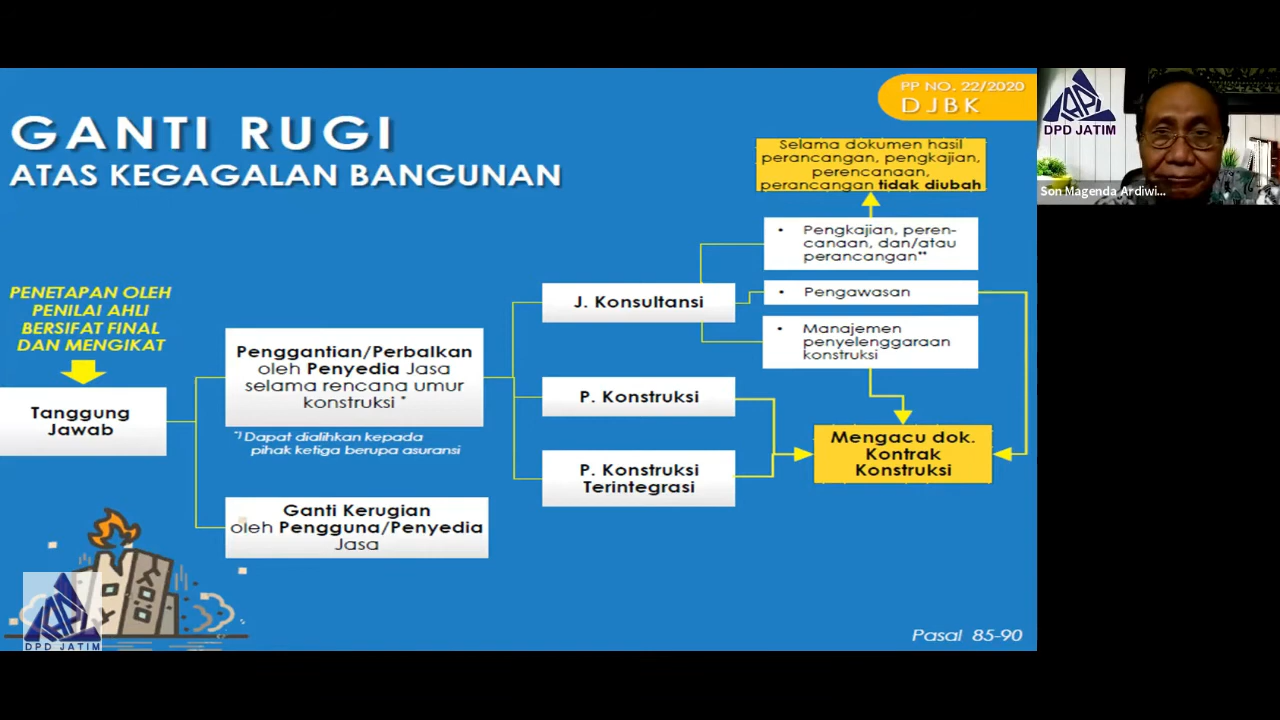 PP NO. 22/2020
DJBK
GANTI RUGI
ATAS KEGAGALAN BANGUNAN
Selama dokumen hasil
perancangan, pengkajian,
perencanaan,
perancangan tidak diubah
• Pengkajian, peren-
canaan, dan/atau
perancangan**
• Pengawasan
• Manajemen
penyelenggaraan
konstruksi
PENETAPAN OLEH
PENILAI AHLI
BERSIFAT FINAL
DAN MENGIKAT
Tanggung
Jawab
Penggantian/Perbalkan
oleh Penyedia Jasa
selama rencana umur
konstruksi *
*) Dapat dialihkan kepada
pihak ketiga berupa asuransi
Ganti Kerugian
oleh Pengguna/Penyedia
Jasa
J. Konsultansi
P. Konstruksi
P. Konstruksi
Terintegrasi
Mengacu dok.
Kontrak
Konstruksi
Pasal 85-90
DPD JATIM
DPD JATIM
Son Magenda Ardiwi...